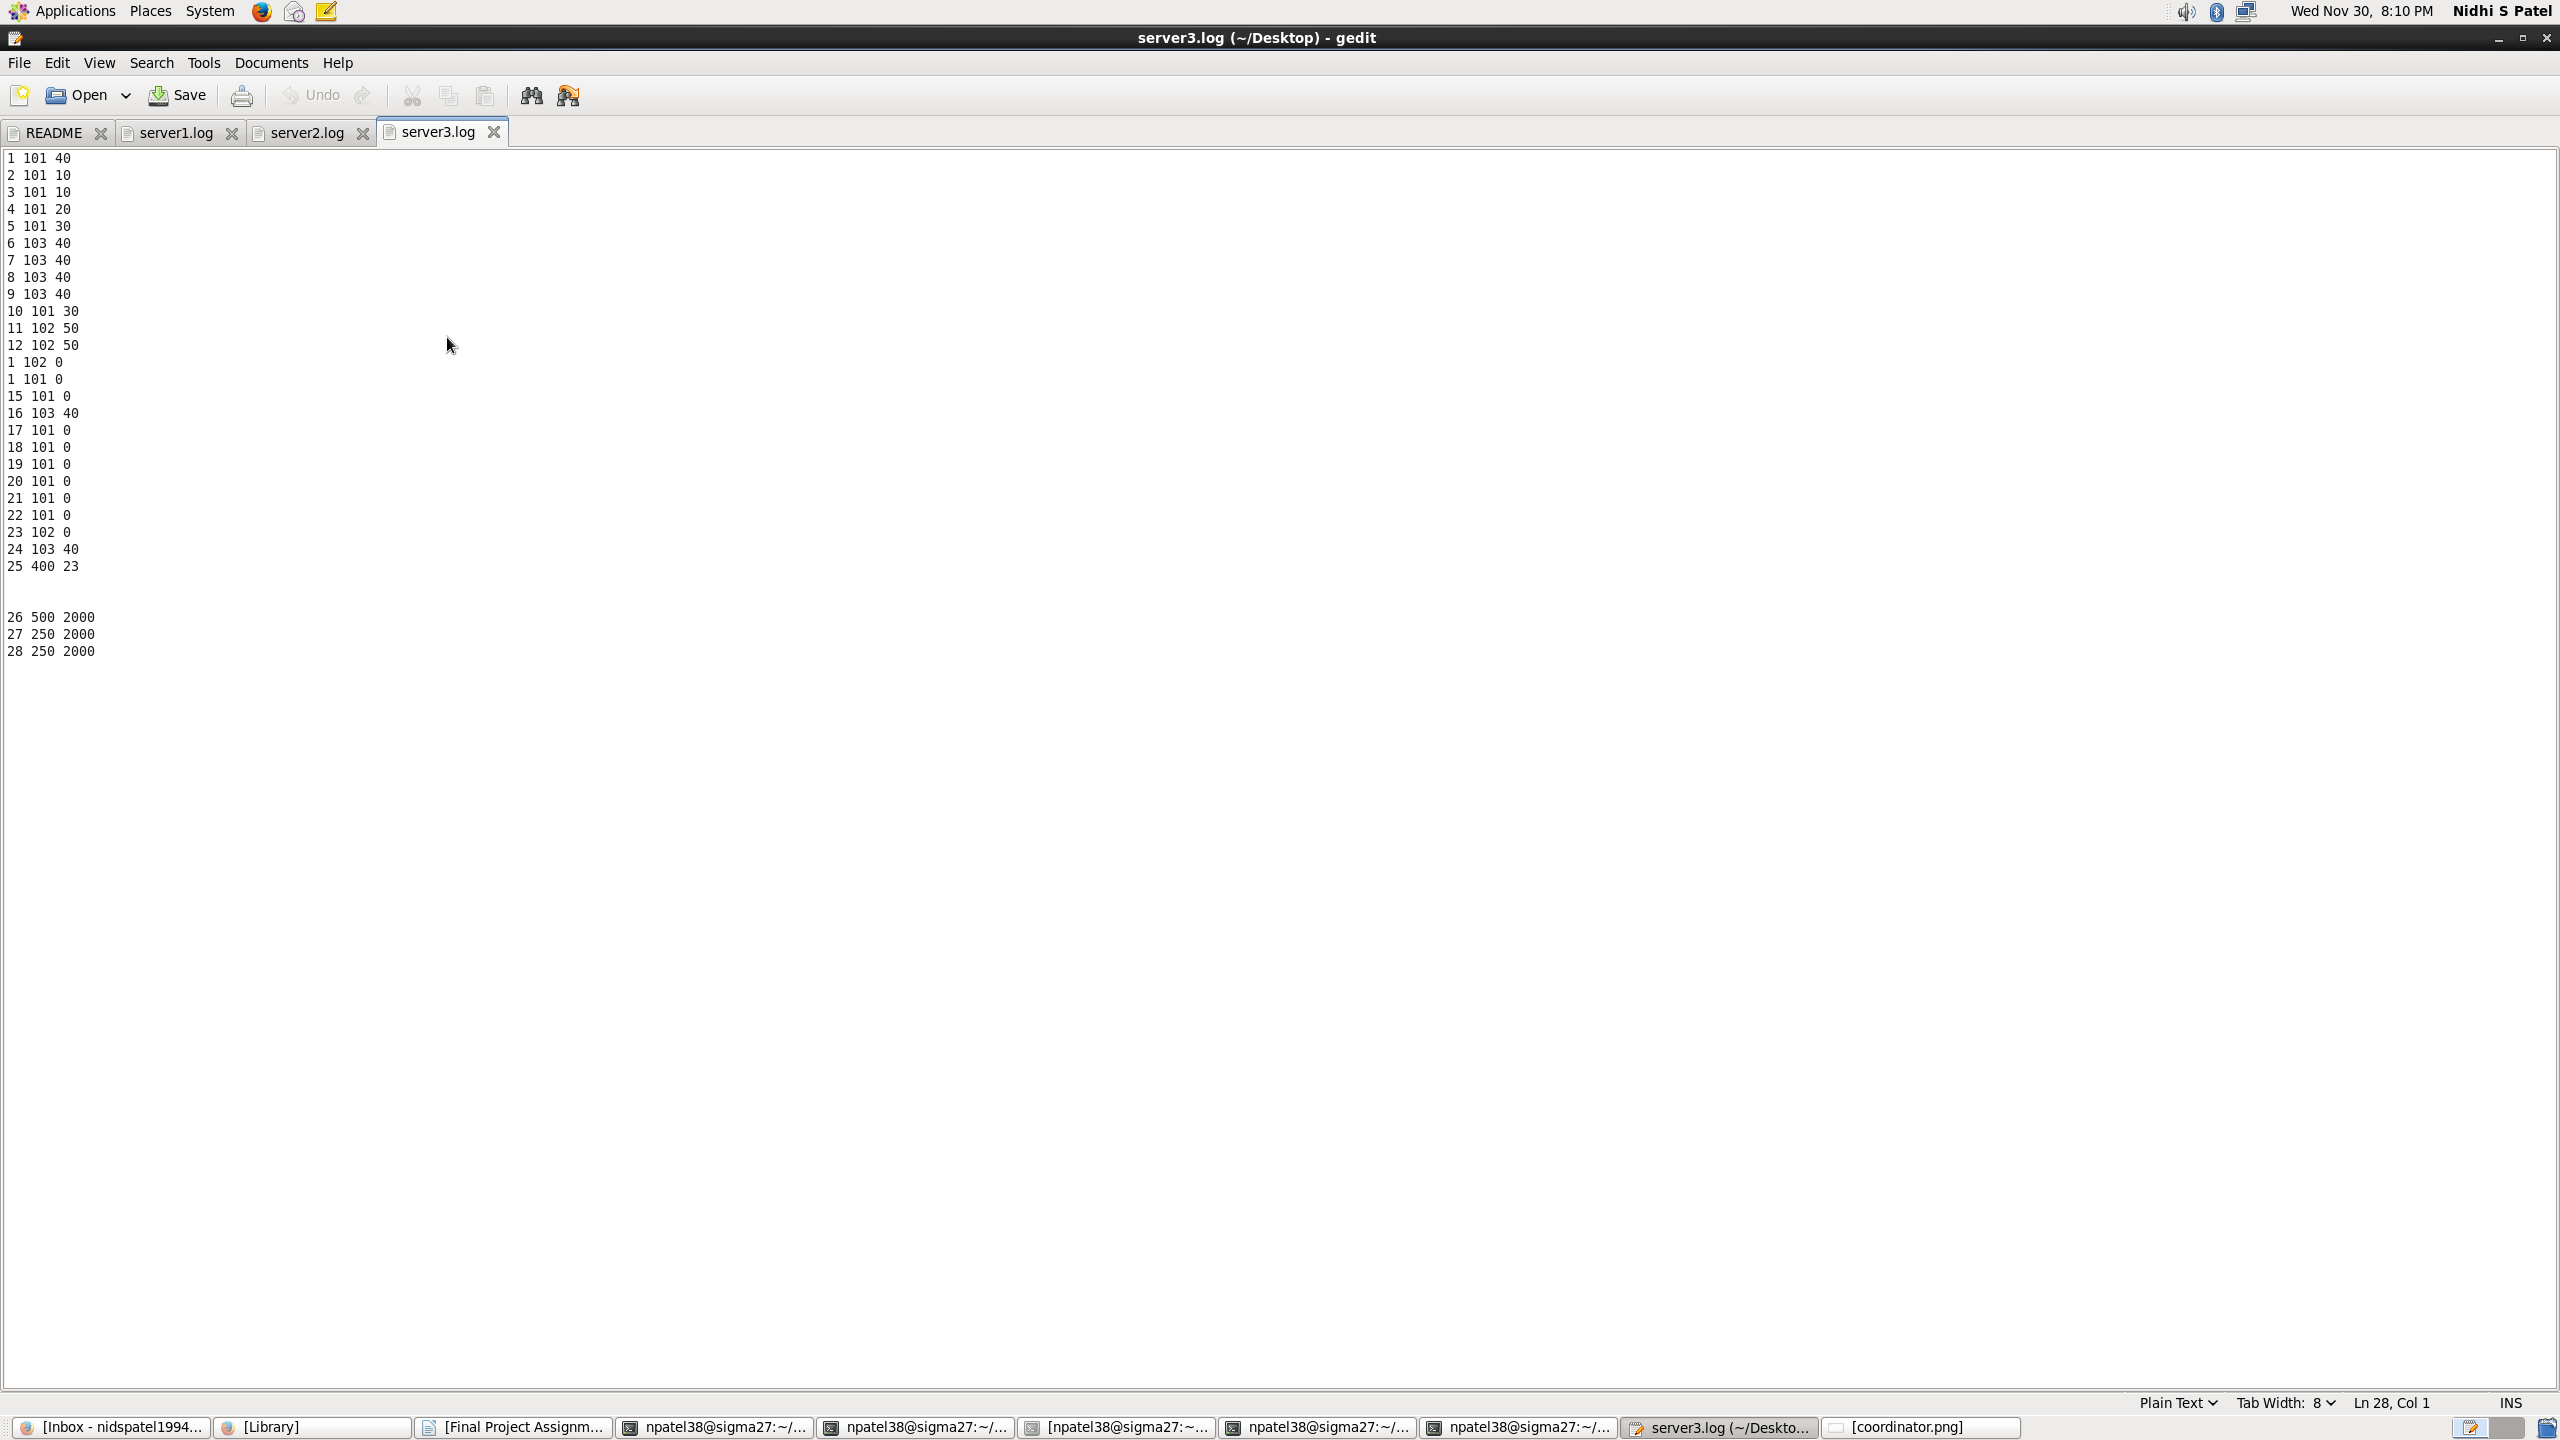 Applications Places System
Wed Nov 30, 8:10 PM Nidhi S Patel
server3.log (~/Desktop) - gedit
File Edit View Search Tools Documents Help
Open Save Undo
README server1.log server2.log server3.log
1 101 40
2 101 10
3 101 10
4 101 20
5 101 30
6 103 40
7 103 40
8 103 40
9 103 40
10 101 30
11 102 50
12 102 50
1 102 0
1 101 0
15 101 0
16 103 40
17 101 0
18 101 0
19 101 0
20 101 0
21 101 0
22 101 0
23 102 0
24 103 40
25 400 23
26 500 2000
27 250 2000
28 250 2000
Plain Text Tab Width: 8 Ln 28, Col 1 INS
[Inbox - nidspatel1994... [Library] [Final Project Assignm... npatel38@sigma27:~/... npatel38@sigma27:~/... [npatel38@sigma27:~... npatel38@sigma27:~/... npatel38@sigma27:~/... server3.log (~/Deskto... [coordinator.png]